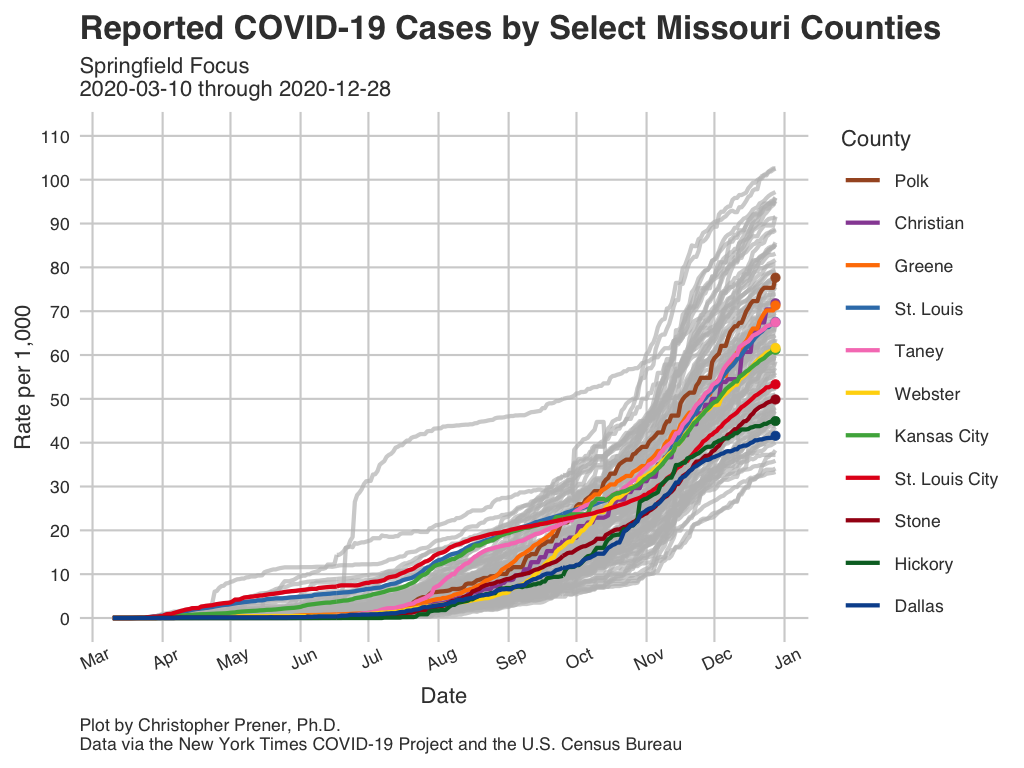 Reported COVID-19 Cases by Select Missouri Counties
Springfield Focus
2020-03-10 through 2020-12-28
Rate per 1,000
110
100
90
80
70
60
50
40
30
20
10
0
Mar
Apr
May
Jun
Jul
Aug
Sep
Oct
Nov
Dec
Jan
Date
County
Polk
Christian
Greene
St. Louis
Taney
Webster
Kansas City
St. Louis City
Stone
Hickory
Dallas
Plot by Christopher Prener, Ph.D.
Data via the New York Times COVID-19 Project and the U.S. Census Bureau